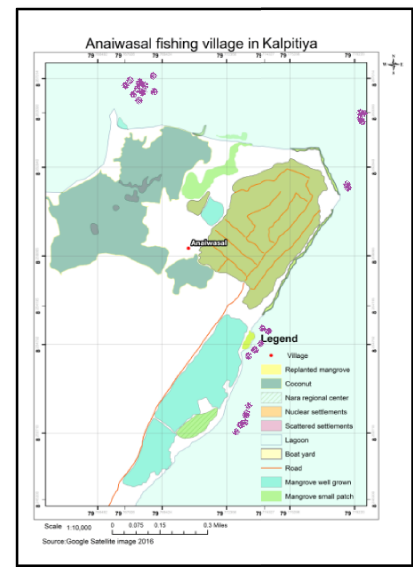 Anaiwasal fishing village in Kalpitiya
Anaiwasal
Legend
Village
Replanted mangrove
Coconut
Nara regional center
Nuclear settlements
Scattered settlements
Lagoon
Boat yard
Road
Mangrove well grown
Mangrove small patch
Scale 1:10,000 0 0.075 0.15 0.3 Miles
Source:Google Satellite image 2016